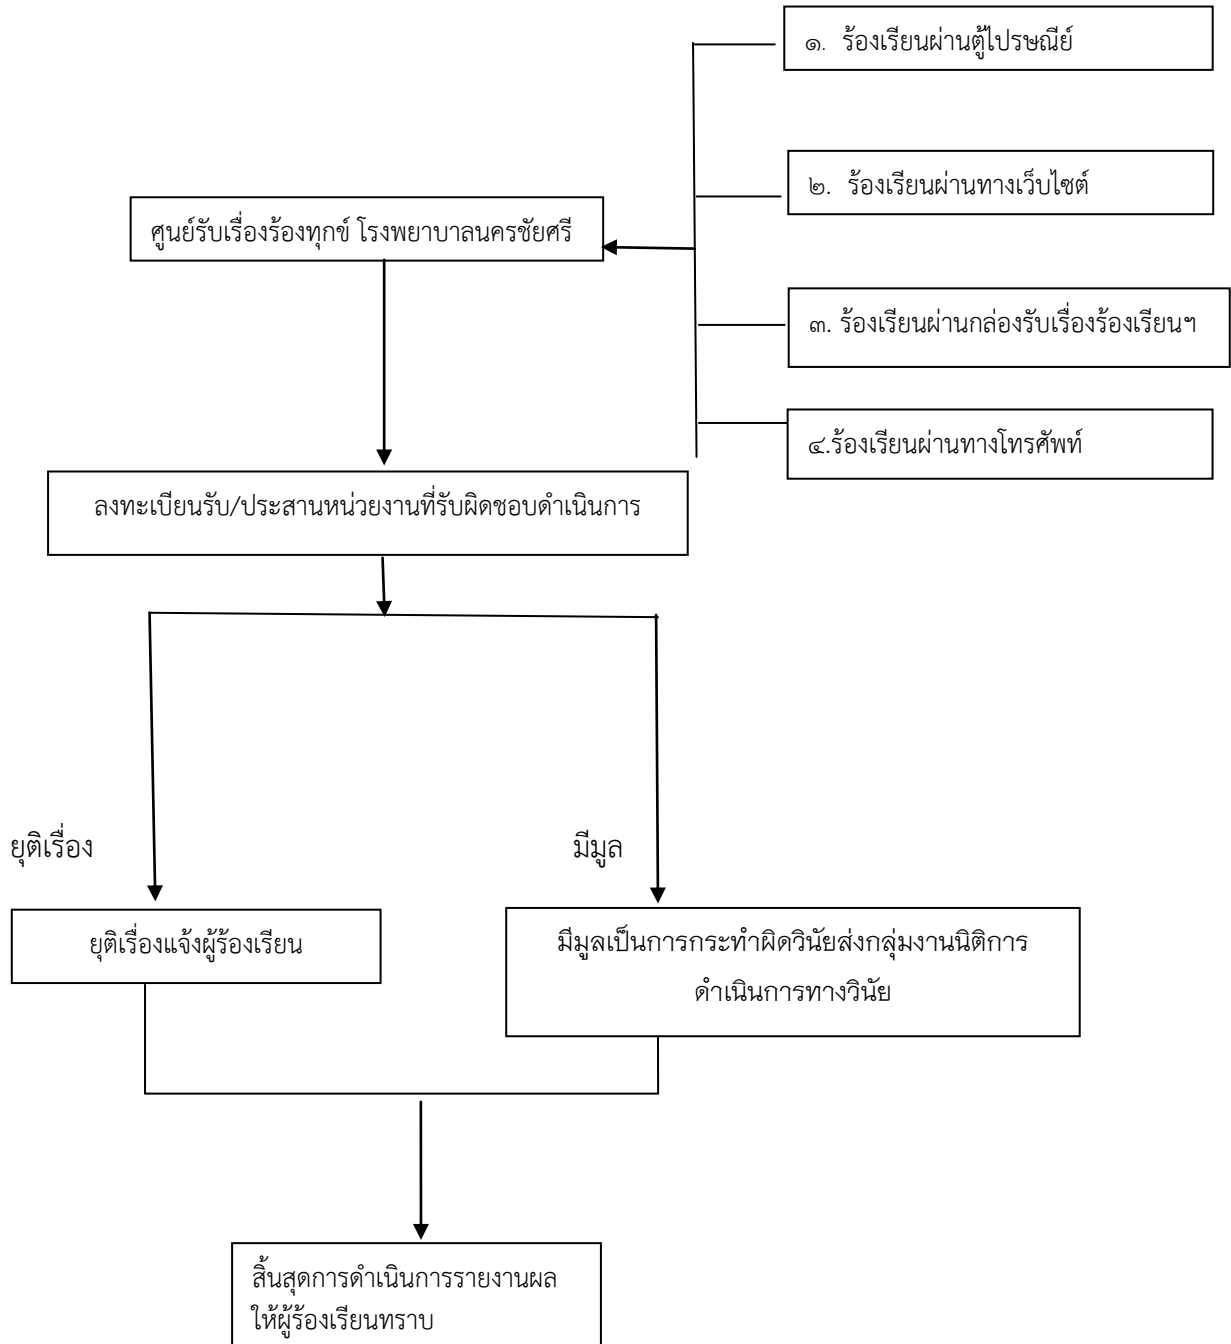 ๑. ร้องเรียนผ่านตู้ไปรษณีย์
๒. ร้องเรียนผ่านทางเว็บไซต์
ศูนย์รับเรื่องร้องทุกข์ โรงพยาบาลนครชัยศรี
๓. ร้องเรียนผ่านกล่องรับเรื่องร้องเรียนฯ
๔.ร้องเรียนผ่านทางโทรศัพท์
ลงทะเบียนรับ/ประสานหน่วยงานที่รับผิดชอบดำเนินการ
ยุติเรื่อง
มีมูล
ยุติเรื่องแจ้งผู้ร้องเรียน
มีมูลเป็นการกระทำผิดวินัยส่งกลุ่มงานนิติการ
ดำเนินการทางวินัย
สิ้นสุดการดำเนินการรายงานผล
ให้ผู้ร้องเรียนทราบ